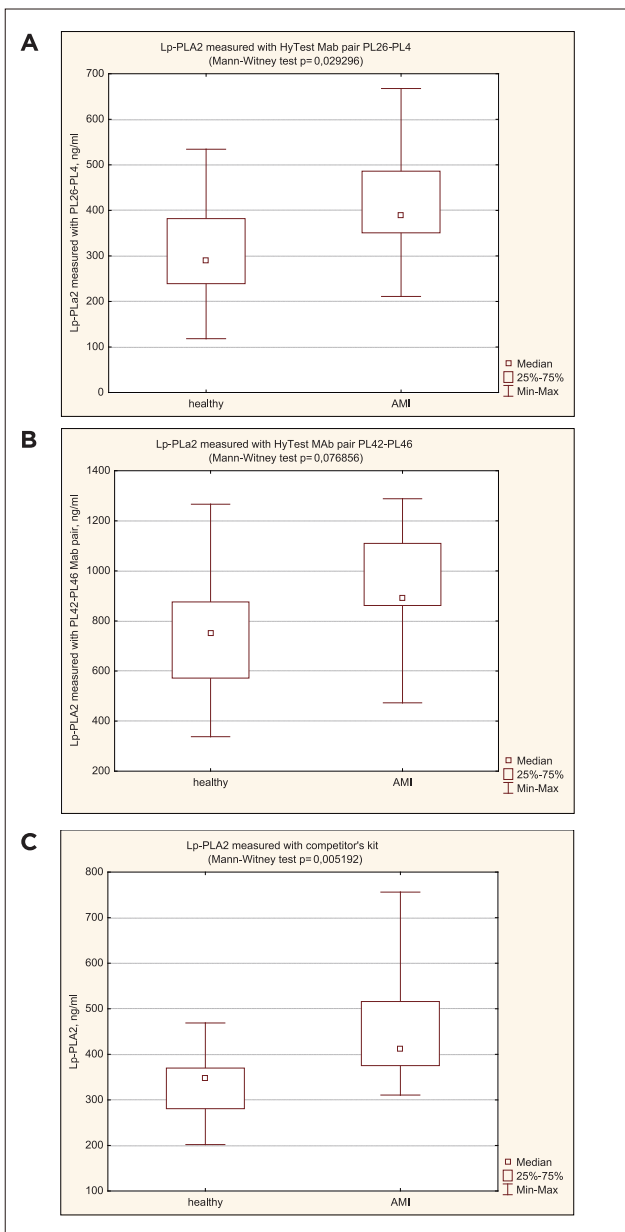 A
Lp-PLA2 measured with HyTest Mab pair PL26-PL4
(Mann-Witney test p= 0,029296)
Lp-PLa2 measured with PL26-PL4, ng/ml
700
600
500
400
300
200
100
0
healthy
AMI
Median
25%-75%
Min-Max
B
Lp-PLa2 measured with HyTest MAb pair PL42-PL46
(Mann-Witney test p= 0,076856)
Lp-PLA2 measured with PL42-PL46 Mab pair, ng/ml
1400
1200
1000
800
600
400
200
healthy
AMI
Median
25%-75%
Min-Max
C
Lp-PLA2 measured with competitor's kit
(Mann-Witney test p= 0,005192)
Lp-PLA2, ng/ml
800
700
600
500
400
300
200
100
healthy
AMI
Median
25%-75%
Min-Max